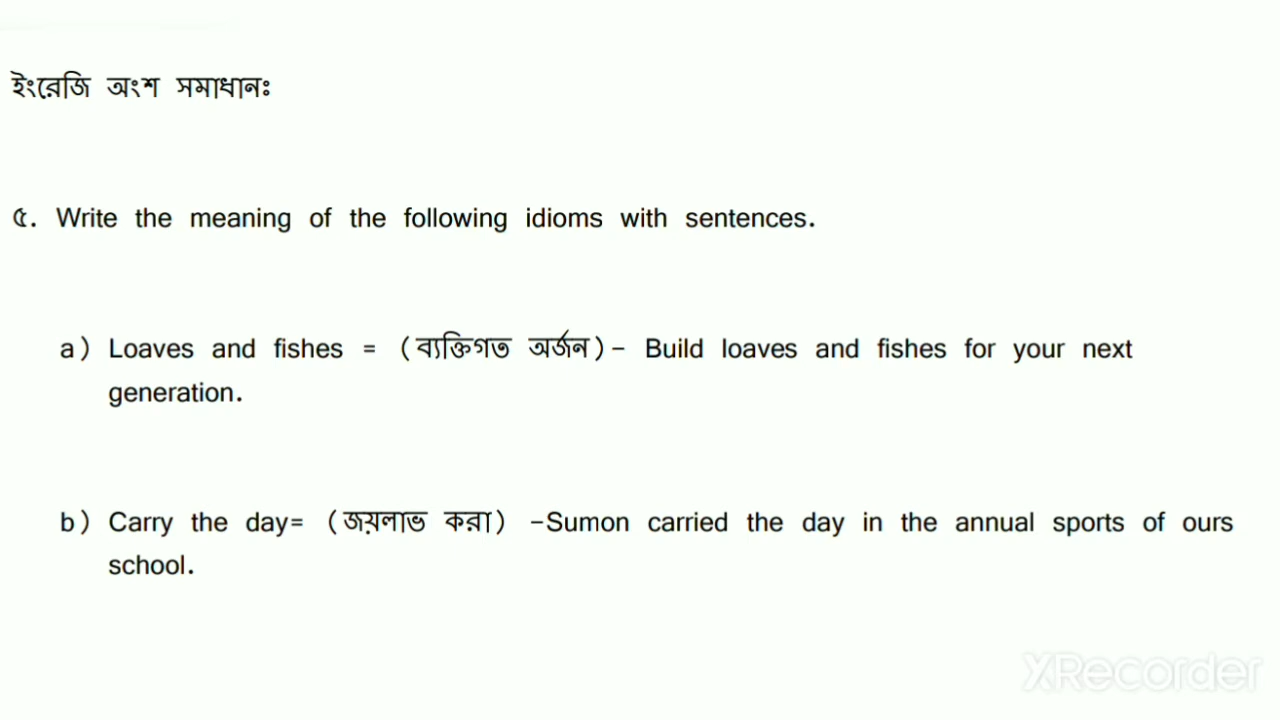 ইংরেজি অংশ সমাধানঃ
৫. Write the meaning of the following idioms with sentences.
a) Loaves and fishes = (ব্যক্তিগত অর্জন)- Build loaves and fishes for your next
generation.
b) Carry the day= (জয়লাভ করা) -Sumon carried the day in the annual sports of ours
school.
XRecorder